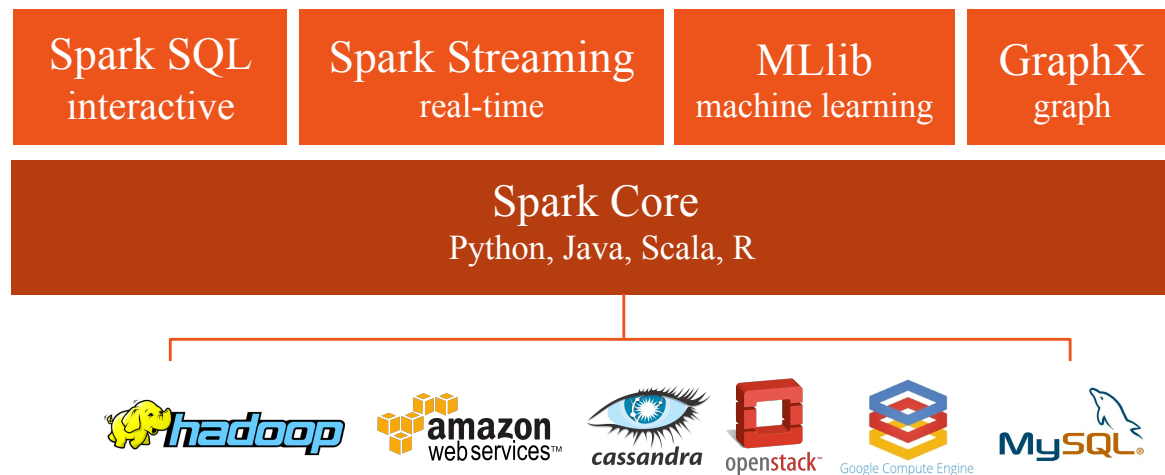 Spark SQL
interactive
Spark Streaming
real-time
MLlib
machine learning
GraphX
graph
Spark Core
Python, Java, Scala, R
hadoop
amazon
web services™
cassandra
openstack™
Google Compute Engine
MySQL®